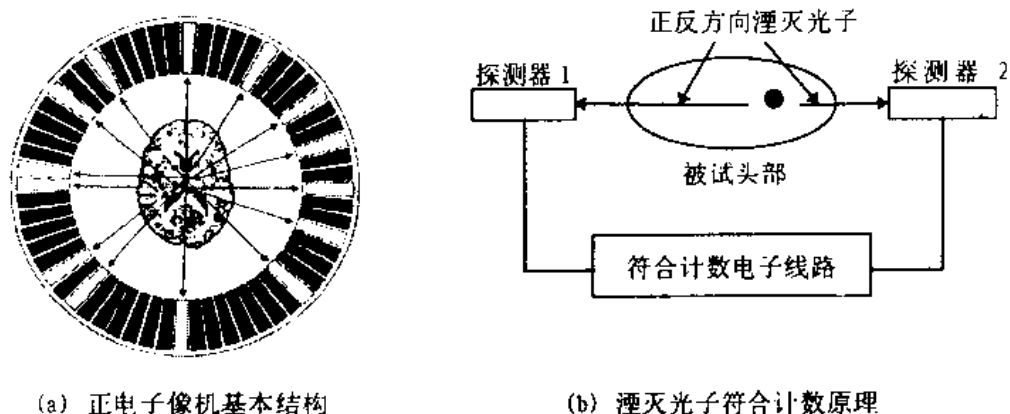 正反方向湮灭光子
探测器 1
探测器 2
被试头部
符合计数电子线路
(a) 正电子像机基本结构
(b) 湮灭光子符合计数原理